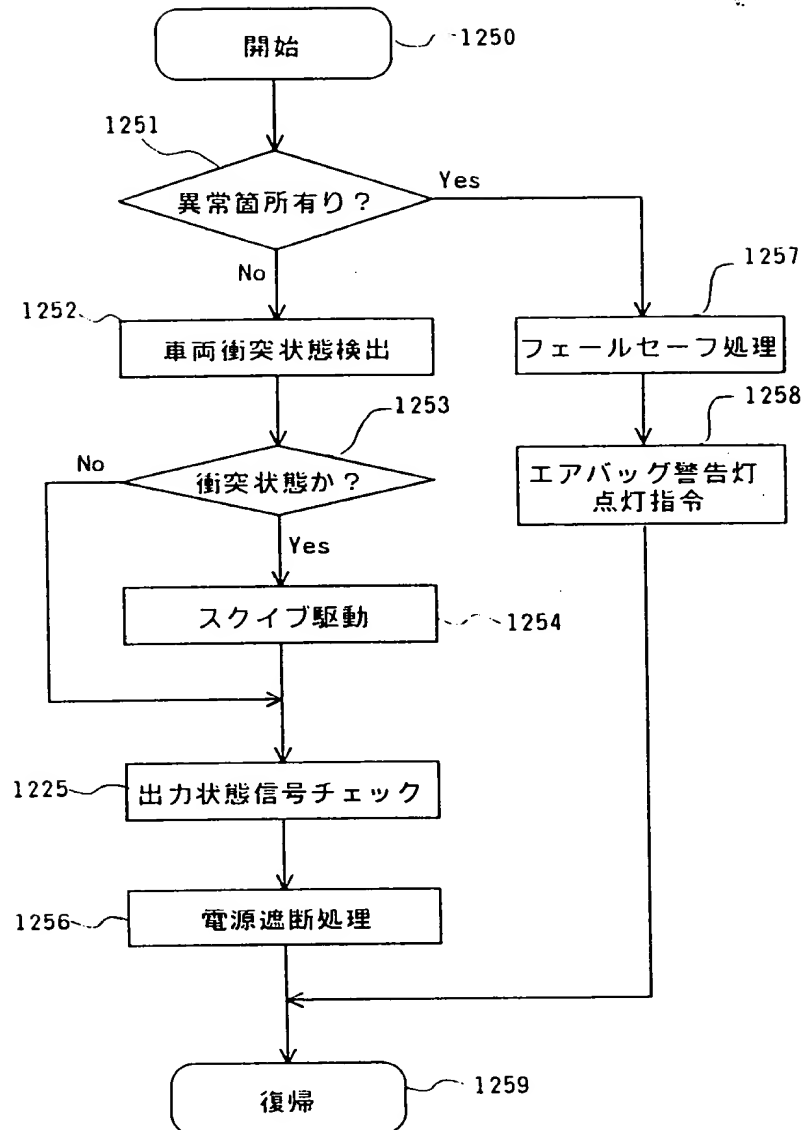 開始
1250
1251
異常箇所有り？
Yes
No
1252
車両衝突状態検出
1257
フェールセーフ処理
1253
衝突状態か？
No
Yes
1258
エアバッグ警告灯
点灯指令
スクイブ駆動
1254
1225
出力状態信号チェック
1256
電源遮断処理
復帰
1259